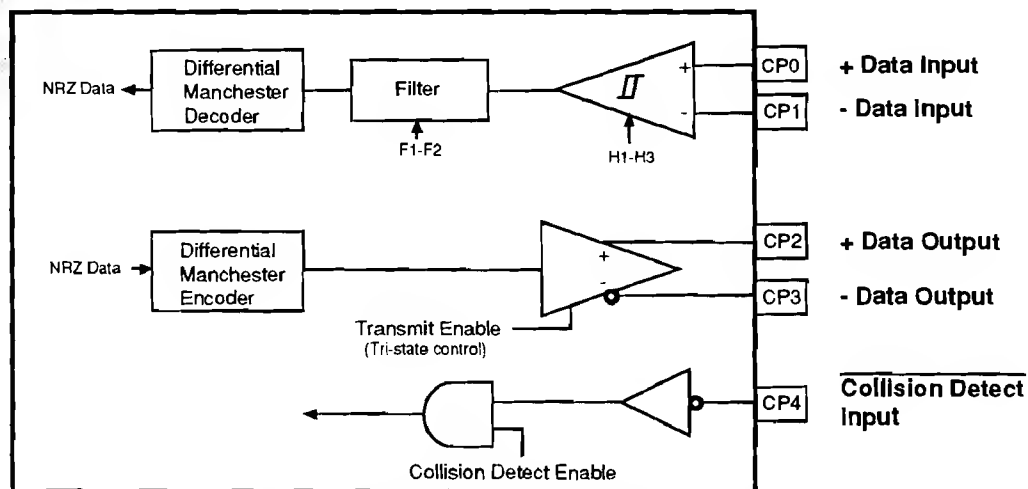 Differential
Manchester
Decoder
NRZ Data
Filter
F1-F2
+
-
H1-H3
CP0
+ Data Input
CP1
- Data Input
NRZ Data
Differential
Manchester
Encoder
+
-
CP2
+ Data Output
CP3
- Data Output
Transmit Enable
(Tri-state control)
CP4
Collision Detect
Input
Collision Detect Enable